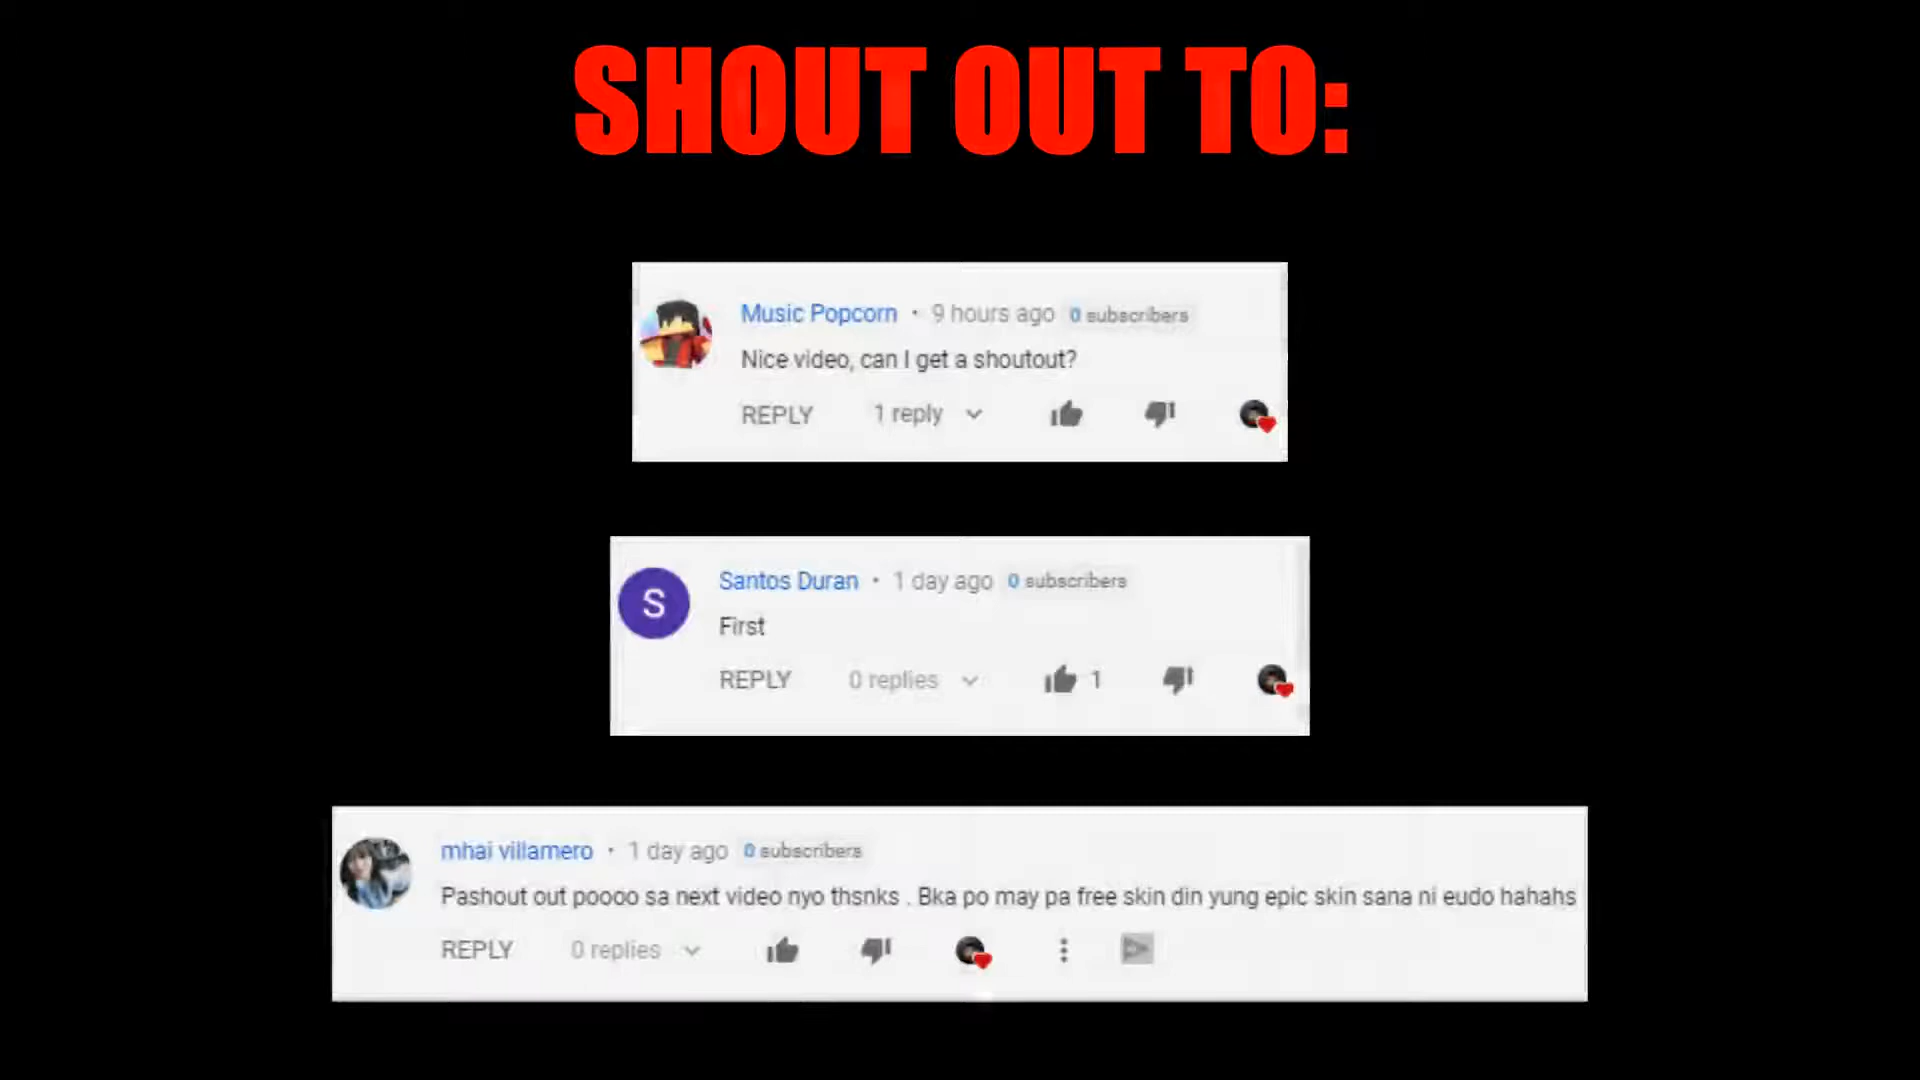 SHOUT OUT TO:
Music Popcorn • 9 hours ago 0 subscribers
Nice video, can I get a shoutout?
REPLY 1 reply
S
Santos Duran • 1 day ago 0 subscribers
First
REPLY 0 replies 1
mhai villamero • 1 day ago 0 subscribers
Pashout out poooo sa next video nyo thsnks . Bka po may pa free skin din yung epic skin sana ni eudo hahahs
REPLY 0 replies